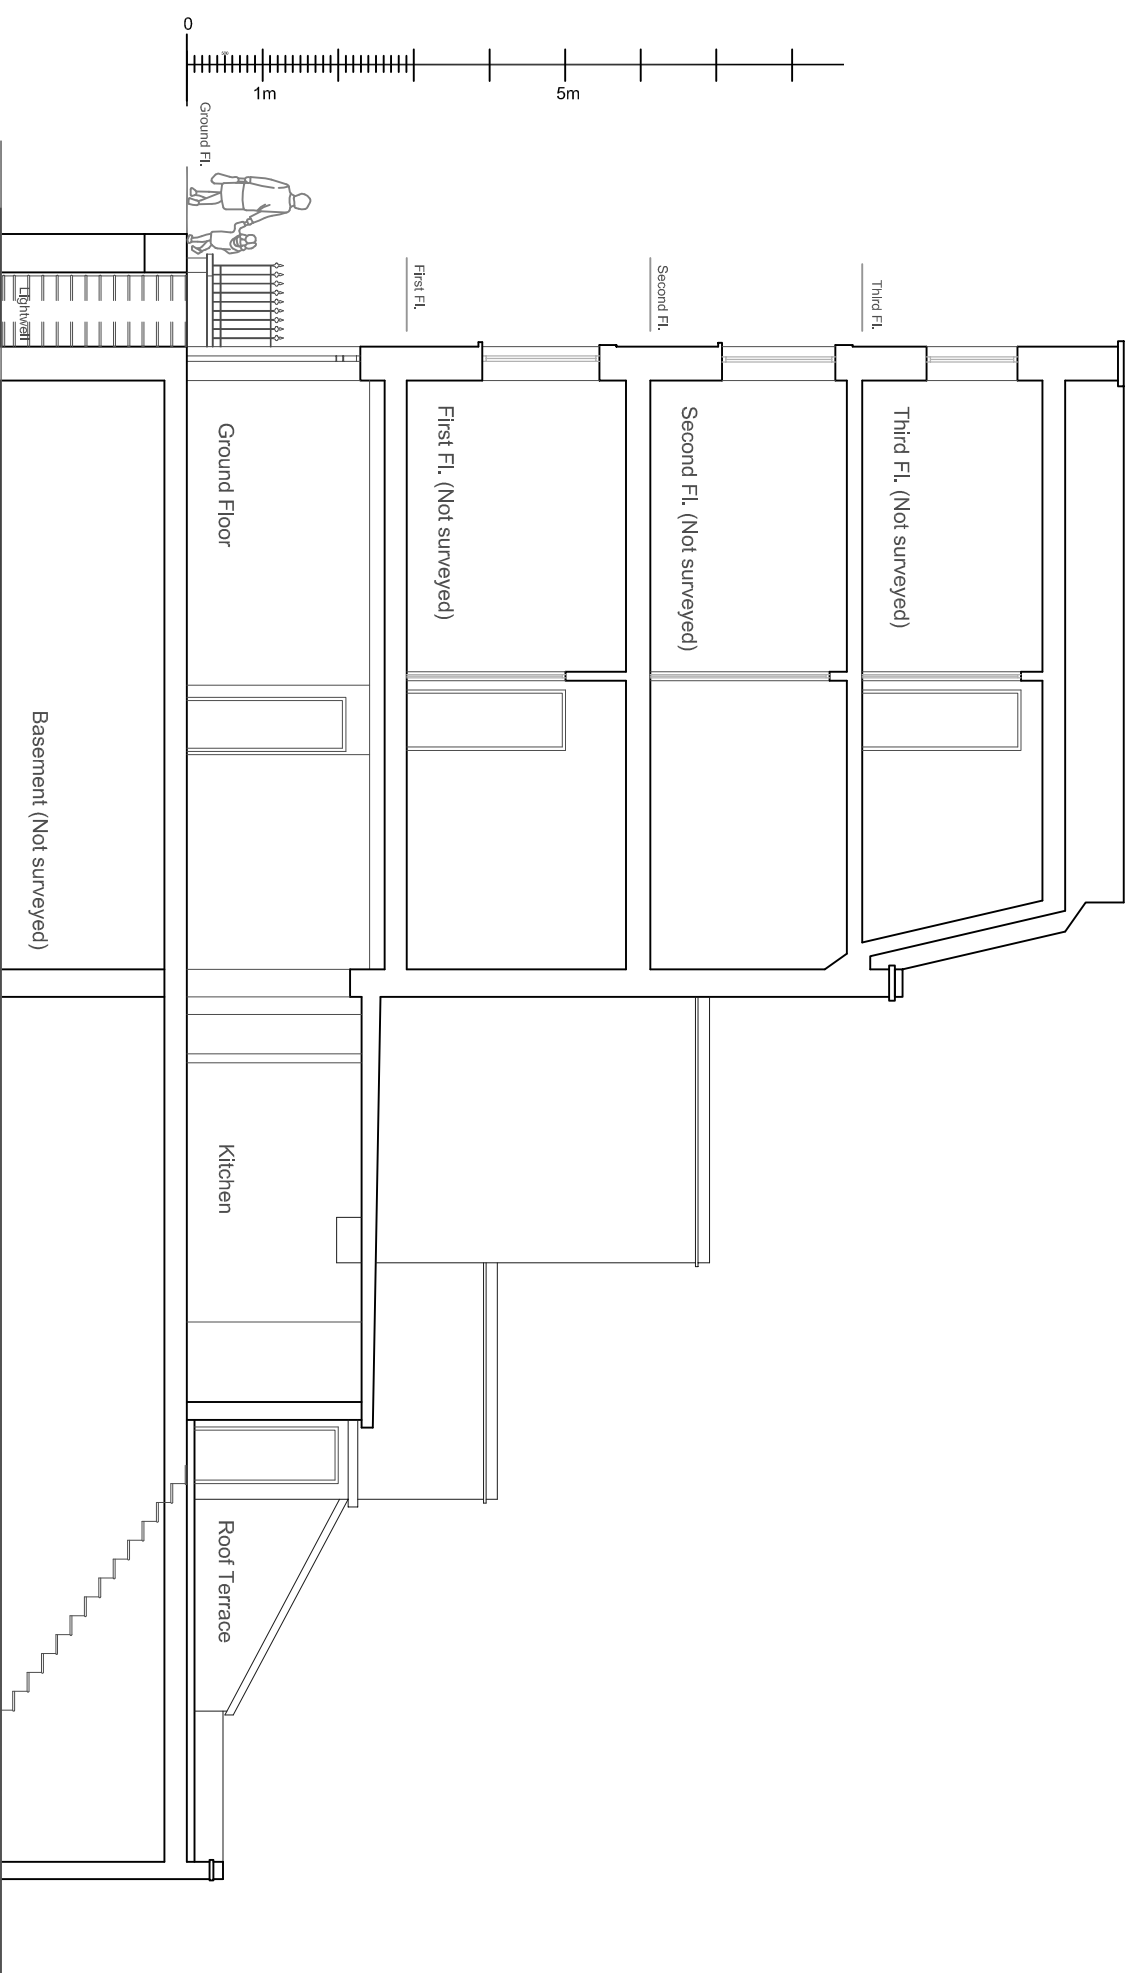 0
1m
5m
Ground Fl.
First Fl.
Second Fl.
Third Fl.
Lightwell
Third Fl. (Not surveyed)
Second Fl. (Not surveyed)
First Fl. (Not surveyed)
Ground Floor
Kitchen
Roof Terrace
Basement (Not surveyed)